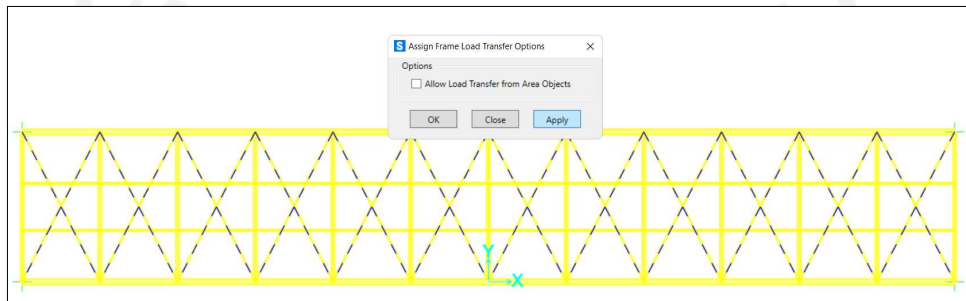 S Assign Frame Load Transfer Options
Options
Allow Load Transfer from Area Objects
OK Close Apply
Y
X